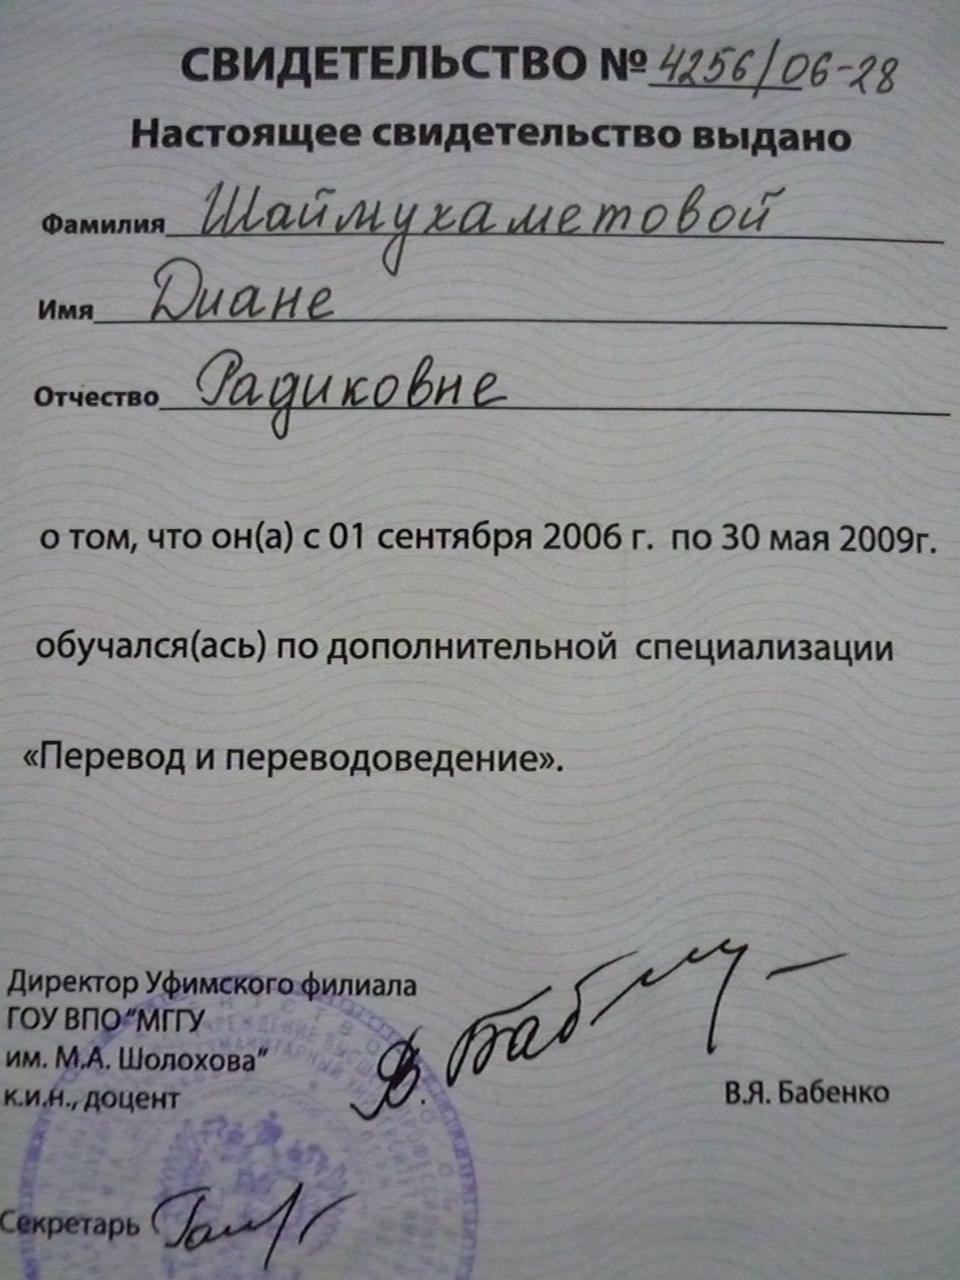 СВИДЕТЕЛЬСТВО № 4256/06-28
Настоящее свидетельство выдано
Фамилия Шаймухаметовой
Имя Диане
Отчество Радиковне
о том, что он(а) с 01 сентября 2006 г. по 30 мая 2009г.
обучался(ась) по дополнительной специализации
«Перевод и переводоведение».
Директор Уфимского филиала
ГОУ ВПО "МГГУ
им. М.А. Шолохова"
к.и.н., доцент
В.Я. Бабенко
Секретарь